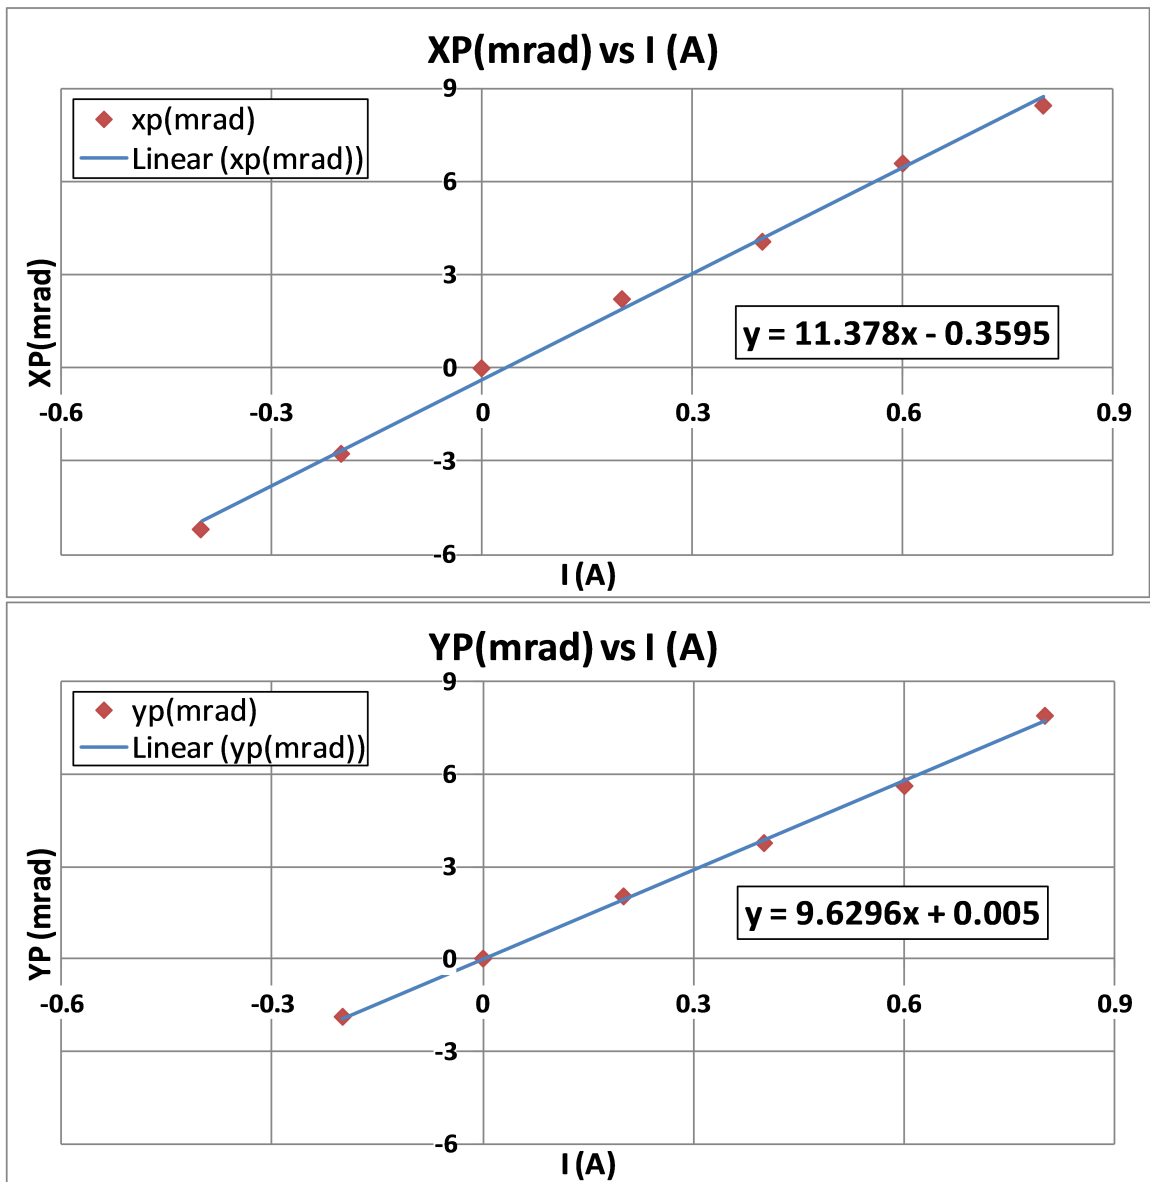 XP(mrad) vs I (A)
xp(mrad)
Linear (xp(mrad))
9
6
3
0
-3
-6
XP(mrad)
-0.6 -0.3 0 0.3 0.6 0.9
y = 11.378x - 0.3595
I (A)
YP(mrad) vs I (A)
yp(mrad)
Linear (yp(mrad))
9
6
3
0
-3
-6
YP (mrad)
-0.6 -0.3 0 0.3 0.6 0.9
y = 9.6296x + 0.005
I (A)